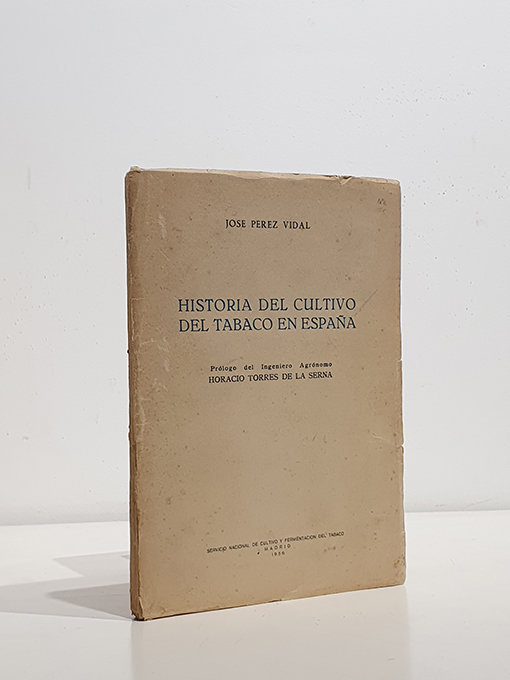 JOSE PEREZ VIDAL
HISTORIA DEL CULTIVO
DEL TABACO EN ESPAÑA
Prólogo del Ingeniero Agrónomo
HORACIO TORRES DE LA SERNA
SERVICIO NACIONAL DE CULTIVO Y FERMENTACION DEL TABACO
MADRID
1956